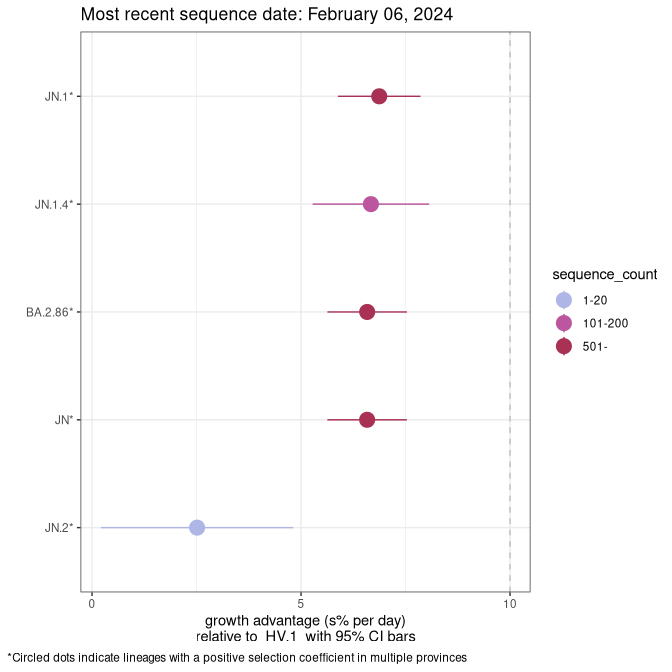 Most recent sequence date: February 06, 2024
JN.1*
JN.1.4*
BA.2.86*
JN*
JN.2*
0
5
10
growth advantage (s% per day)
relative to HV.1 with 95% CI bars
sequence_count
1-20
101-200
501-
*Circled dots indicate lineages with a positive selection coefficient in multiple provinces